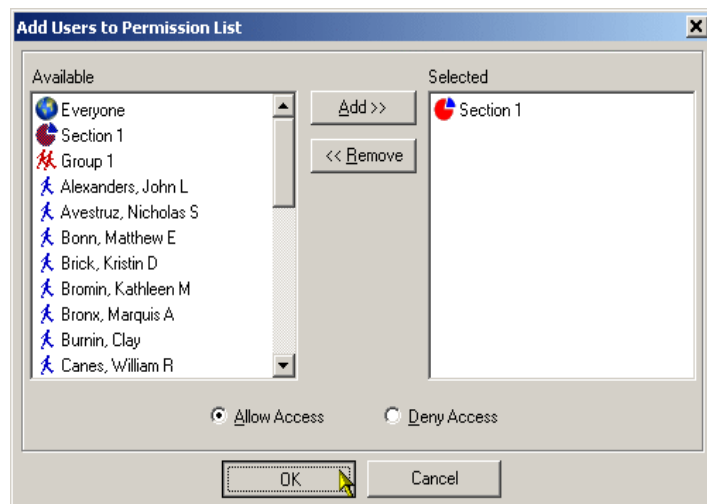 Add Users to Permission List
Available
Everyone
Section 1
Group 1
Alexanders, John L
Avestruz, Nicholas S
Bonn, Matthew E
Brick, Kristin D
Bromin, Kathleen M
Bronx, Marquis A
Burnin, Clay
Canes, William R
Add >>
<< Remove
Selected
Section 1
Allow Access
Deny Access
OK
Cancel